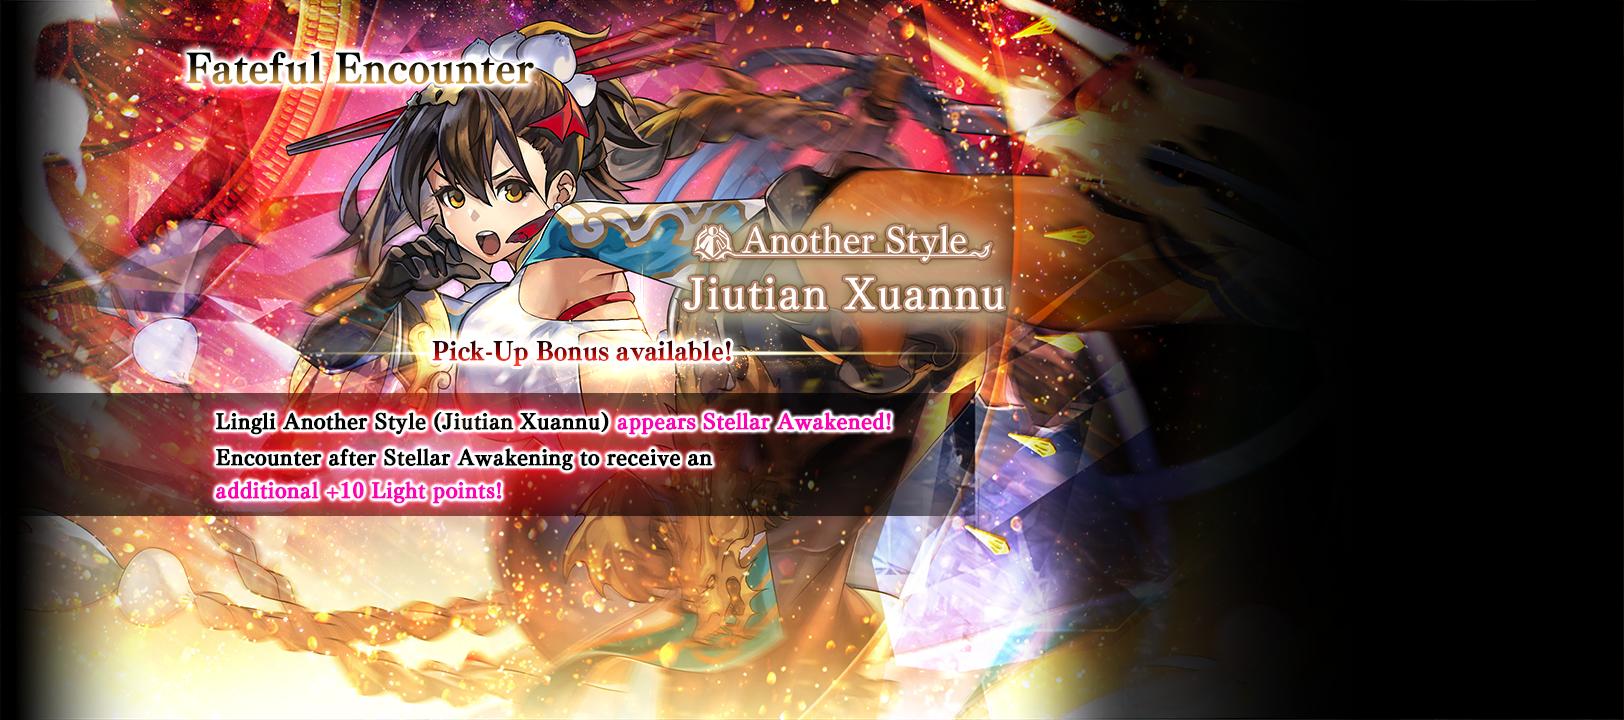 Fateful Encounter
Another Style
Jiutian Xuannu
Pick-Up Bonus available!
Lingli Another Style (Jiutian Xuannu) appears Stellar Awakened!
Encounter after Stellar Awakening to receive an
additional +10 Light points!